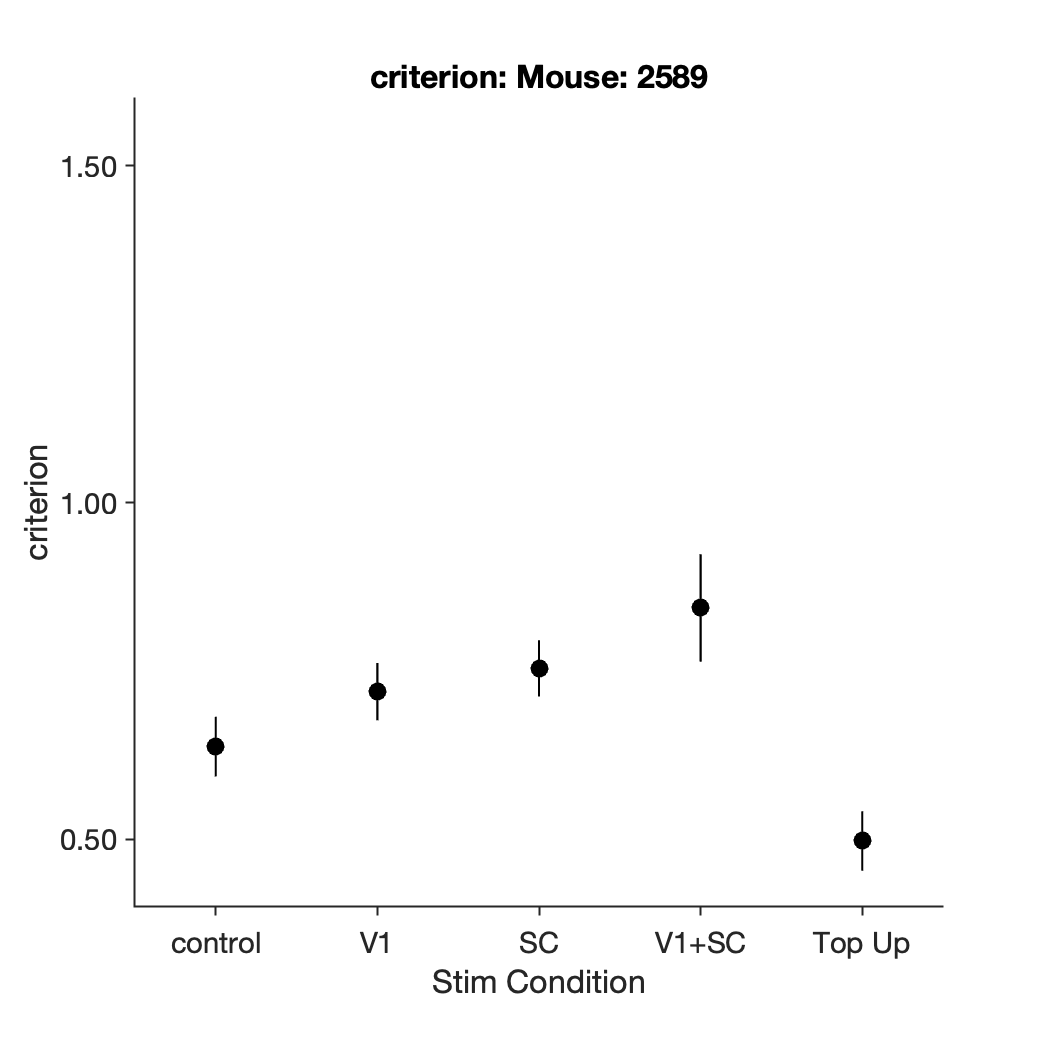 criterion: Mouse: 2589
criterion
1.50
1.00
0.50
control V1 SC V1+SC Top Up
Stim Condition